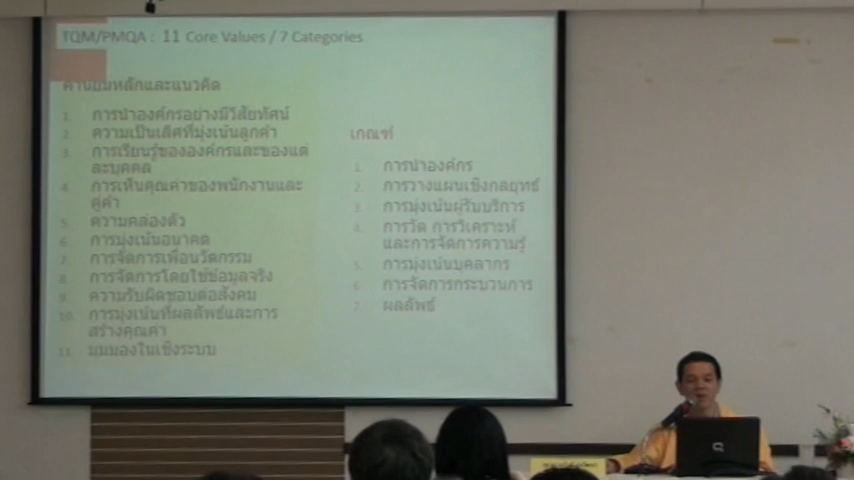 TQM/PMQA : 11 Core Values / 7 Categories
ค่านิยมหลักและแนวคิด
1. การนำองค์กรอย่างมีวิสัยทัศน์
2. ความเป็นเลิศที่มุ่งเน้นลูกค้า
3. การเรียนรู้ขององค์กรและของแต่
ละบุคคล
4. การเห็นคุณค่าของพนักงานและ
คู่ค้า
5. ความคล่องตัว
6. การมุ่งเน้นอนาคต
7. การจัดการเพื่อนวัตกรรม
8. การจัดการโดยใช้ข้อมูลจริง
9. ความรับผิดชอบต่อสังคม
10. การมุ่งเน้นที่ผลลัพธ์และการ
สร้างคุณค่า
11. มุมมองในเชิงระบบ
เกณฑ์
1. การนำองค์กร
2. การวางแผนเชิงกลยุทธ์
3. การมุ่งเน้นผู้รับบริการ
4. การวัด การวิเคราะห์
และการจัดการความรู้
5. การมุ่งเน้นบุคลากร
6. การจัดการกระบวนการ
7. ผลลัพธ์